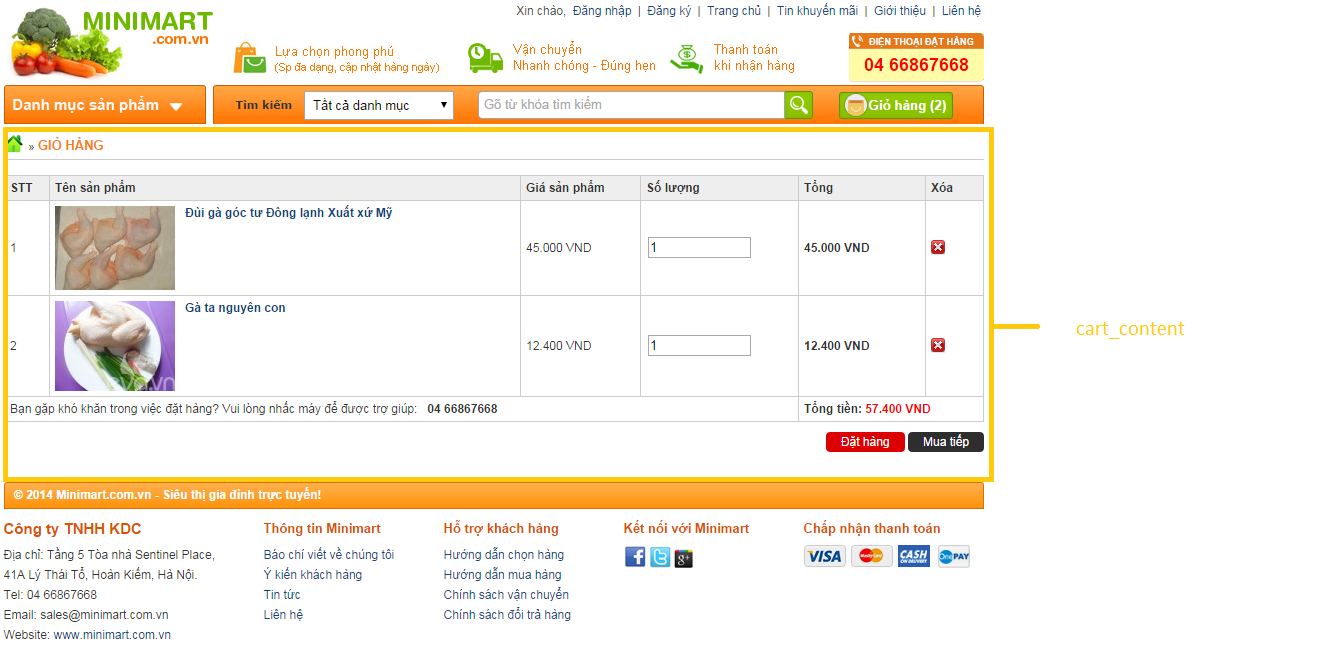 MINIMART
.com.vn
Xin chào, Đăng nhập | Đăng ký | Trang chủ | Tin khuyến mãi | Giới thiệu | Liên hệ
Lựa chọn phong phú
(Sp đa dạng, cập nhật hàng ngày)
Vận chuyển
Nhanh chóng - Đúng hẹn
Thanh toán
khi nhận hàng
ĐIỆN THOẠI ĐẶT HÀNG
04 66867668
Danh mục sản phẩm
Tìm kiếm
Tất cả danh mục
Gõ từ khóa tìm kiếm
Giỏ hàng (2)
» GIỎ HÀNG
STT Tên sản phẩm Giá sản phẩm Số lượng Tổng Xóa
1 Đùi gà góc tư Đông lạnh Xuất xứ Mỹ 45.000 VND 1 45.000 VND
2 Gà ta nguyên con 12.400 VND 1 12.400 VND
Bạn gặp khó khăn trong việc đặt hàng? Vui lòng nhấc máy để được trợ giúp: 04 66867668 Tổng tiền: 57.400 VND
Đặt hàng Mua tiếp
cart_content
© 2014 Minimart.com.vn - Siêu thị gia đình trực tuyến!
Công ty TNHH KDC
Địa chỉ: Tầng 5 Tòa nhà Sentinel Place,
41A Lý Thái Tổ, Hoàn Kiếm, Hà Nội.
Tel: 04 66867668
Email: sales@minimart.com.vn
Website: www.minimart.com.vn
Thông tin Minimart
Báo chí viết về chúng tôi
Ý kiến khách hàng
Tin tức
Liên hệ
Hỗ trợ khách hàng
Hướng dẫn chọn hàng
Hướng dẫn mua hàng
Chính sách vận chuyển
Chính sách đổi trả hàng
Kết nối với Minimart
Chấp nhận thanh toán
VISA MasterCard CASH ON DELIVERY OnePAY